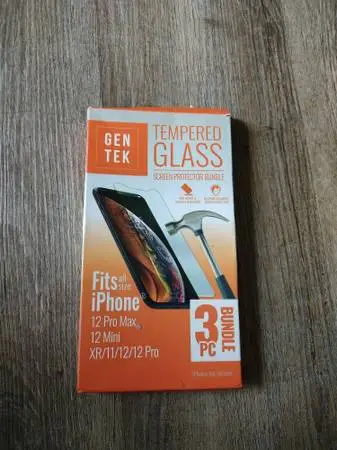 GEN
TEK
TEMPERED
GLASS
SCREEN PROTECTOR BUNDLE
Fits all
size
iPhone®
12 Pro Max
12 Mini
XR/11/12/12 Pro
3
PC
BUNDLE